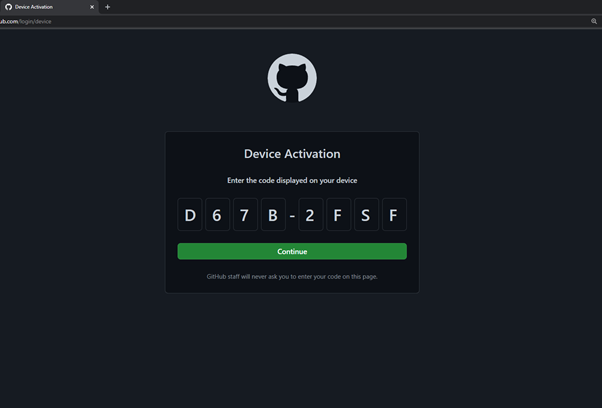 Device Activation
ub.com/login/device
Device Activation
Enter the code displayed on your device
D 6 7 B - 2 F S F
Continue
GitHub staff will never ask you to enter your code on this page.